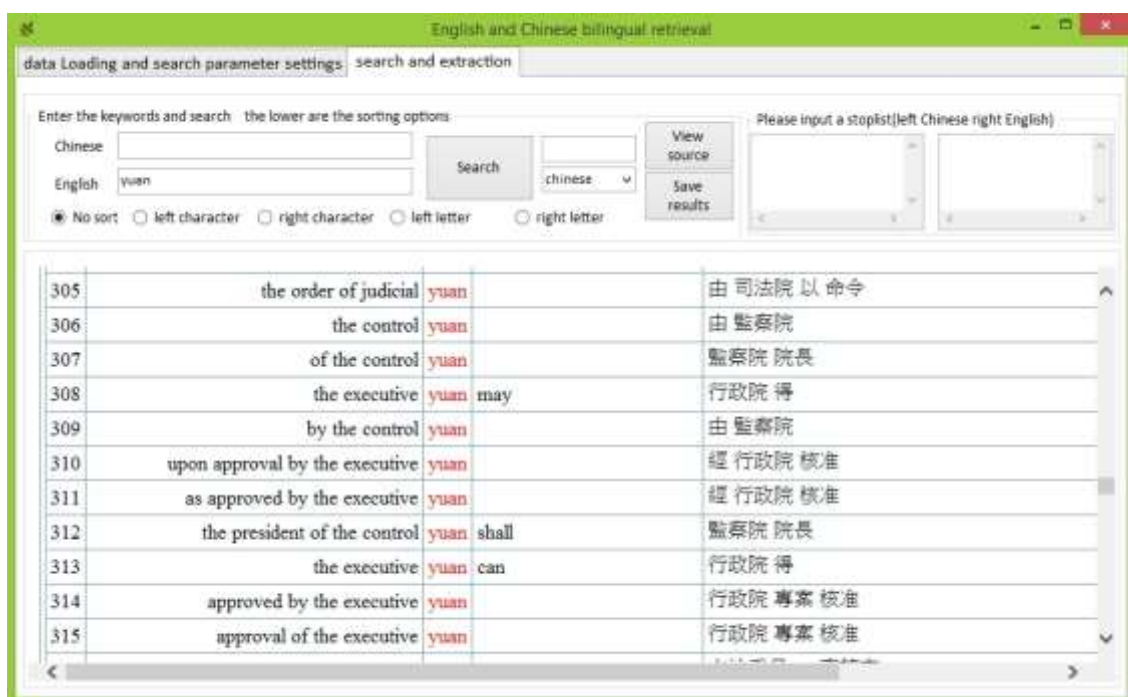 English and Chinese bilingual retrieval
data Loading and search parameter settings search and extraction
Enter the keywords and search the lower are the sorting options
Please input a stoplist(left Chinese right English)
Chinese
English yuan
Search
chinese
View source
Save results
No sort left character right character left letter right letter
305 the order of judicial yuan 由 司法院 以 命令
306 the control yuan 由 監察院
307 of the control yuan 監察院 院長
308 the executive yuan may 行政院 得
309 by the control yuan 由 監察院
310 upon approval by the executive yuan 經 行政院 核准
311 as approved by the executive yuan 經 行政院 核准
312 the president of the control yuan shall 監察院 院長
313 the executive yuan can 行政院 得
314 approved by the executive yuan 行政院 專案 核准
315 approval of the executive yuan 行政院 專案 核准